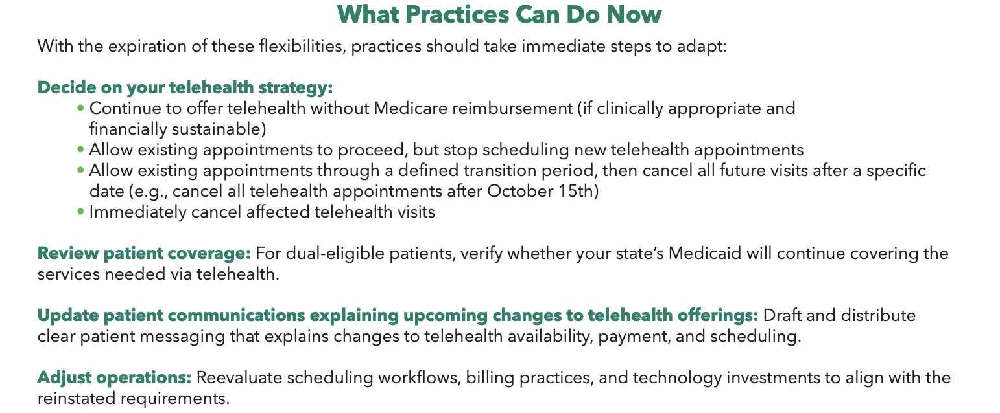 What Practices Can Do Now
With the expiration of these flexibilities, practices should take immediate steps to adapt:
Decide on your telehealth strategy:
• Continue to offer telehealth without Medicare reimbursement (if clinically appropriate and
financially sustainable)
• Allow existing appointments to proceed, but stop scheduling new telehealth appointments
• Allow existing appointments through a defined transition period, then cancel all future visits after a specific
date (e.g., cancel all telehealth appointments after October 15th)
• Immediately cancel affected telehealth visits
Review patient coverage: For dual-eligible patients, verify whether your state’s Medicaid will continue covering the
services needed via telehealth.
Update patient communications explaining upcoming changes to telehealth offerings: Draft and distribute
clear patient messaging that explains changes to telehealth availability, payment, and scheduling.
Adjust operations: Reevaluate scheduling workflows, billing practices, and technology investments to align with the
reinstated requirements.